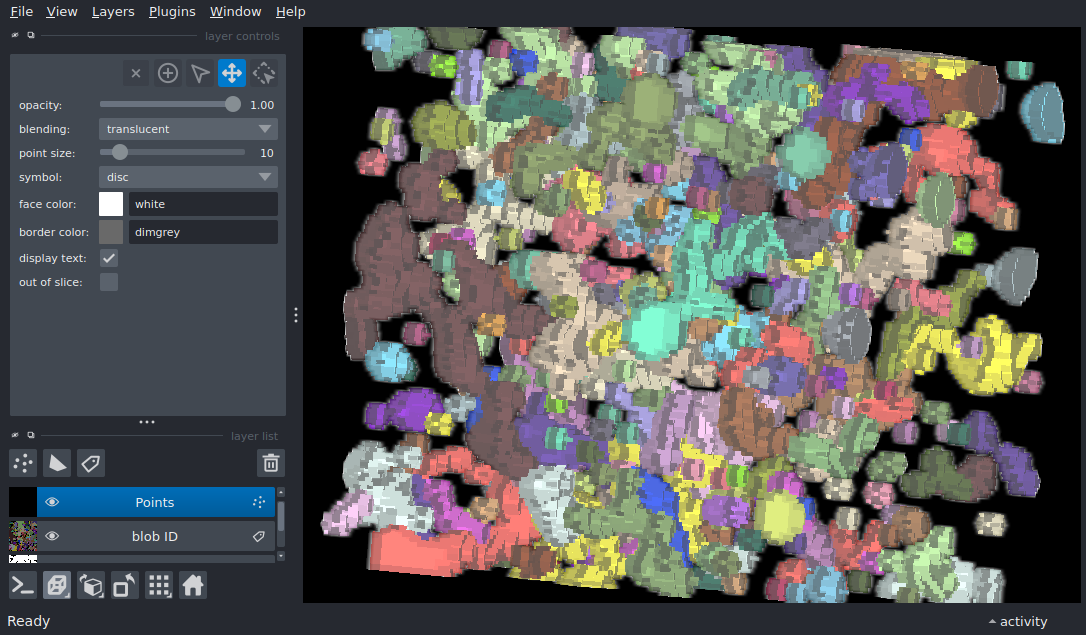 File View Layers Plugins Window Help
layer controls
opacity: 1.00
blending: translucent
point size: 10
symbol: disc
face color: white
border color: dimgrey
display text:
out of slice:
layer list
Points
blob ID
Ready
activity